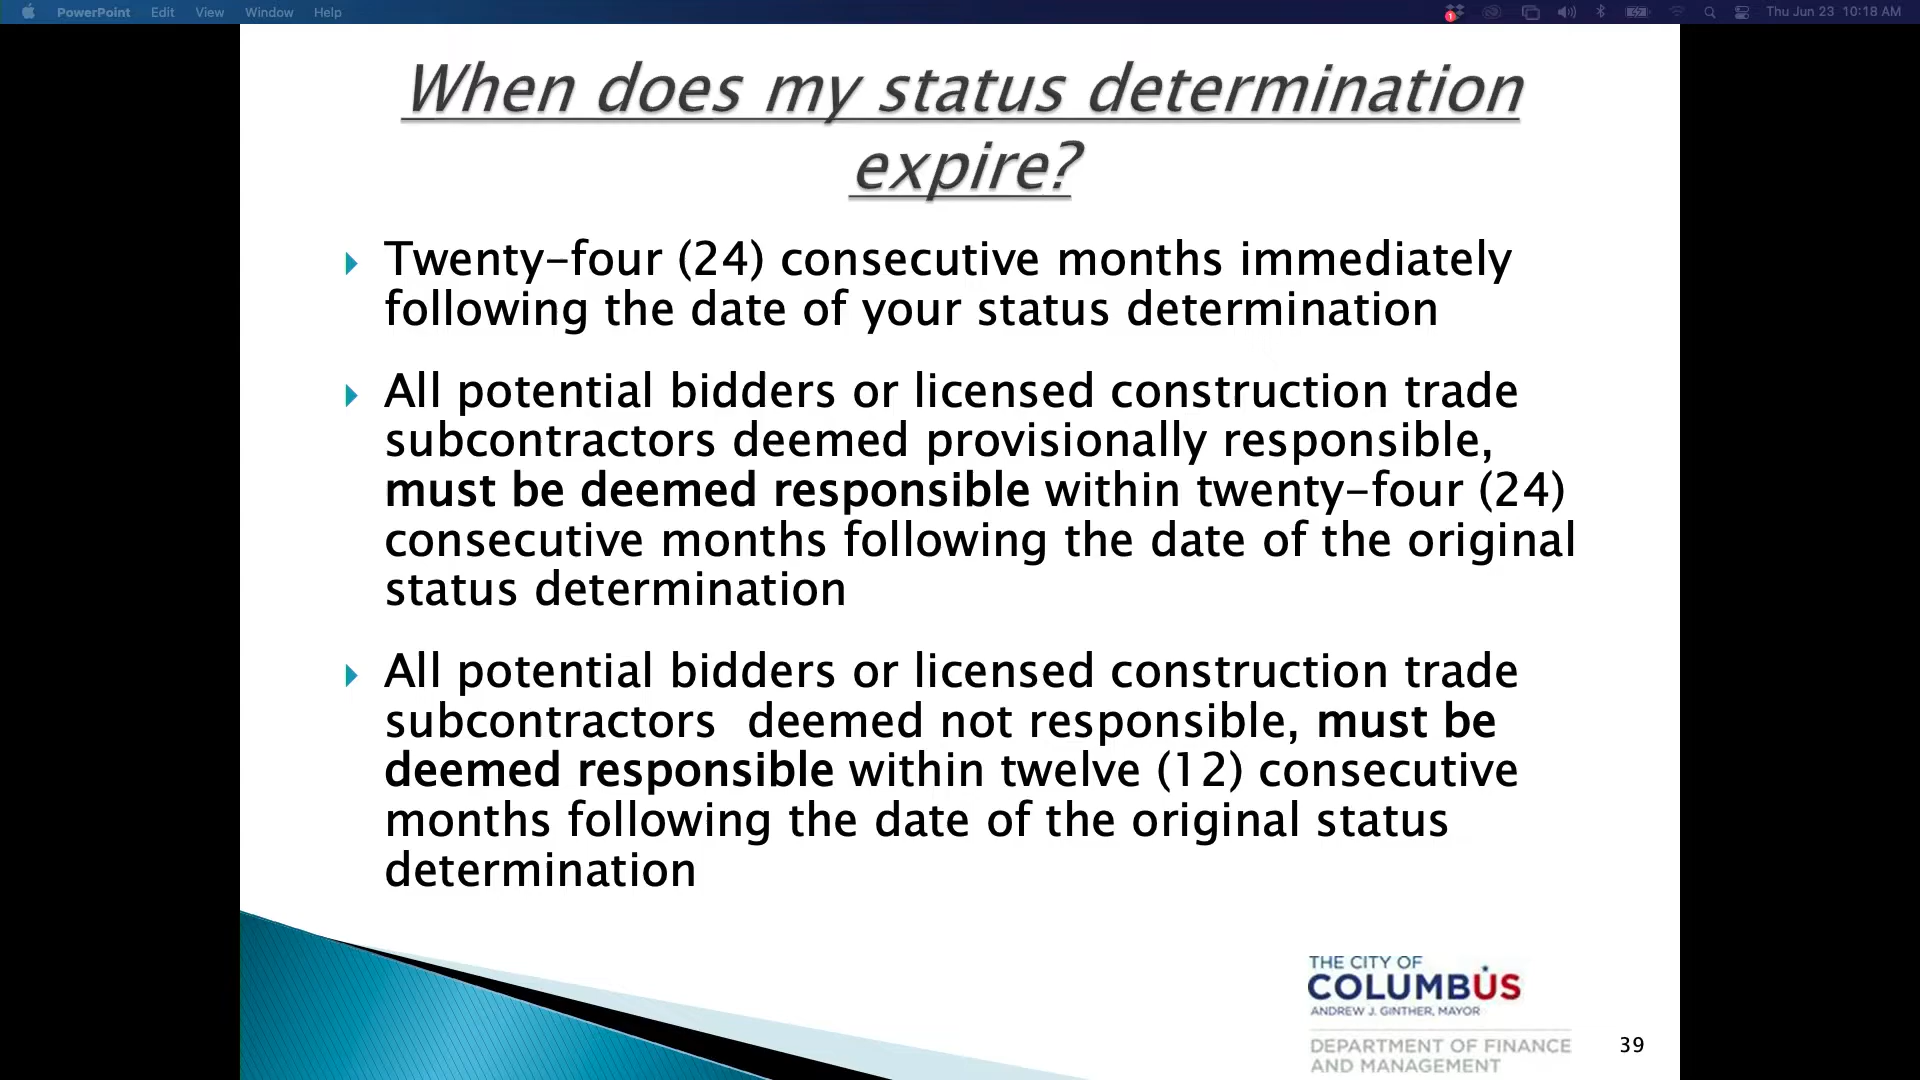 PowerPoint Edit View Window Help
1 Thu Jun 23 10:18 AM
When does my status determination
expire?
Twenty-four (24) consecutive months immediately
following the date of your status determination
All potential bidders or licensed construction trade
subcontractors deemed provisionally responsible,
must be deemed responsible within twenty-four (24)
consecutive months following the date of the original
status determination
All potential bidders or licensed construction trade
subcontractors  deemed not responsible, must be
deemed responsible within twelve (12) consecutive
months following the date of the original status
determination
THE CITY OF
COLUMBUS
ANDREW J. GINTHER, MAYOR
DEPARTMENT OF FINANCE
AND MANAGEMENT
39